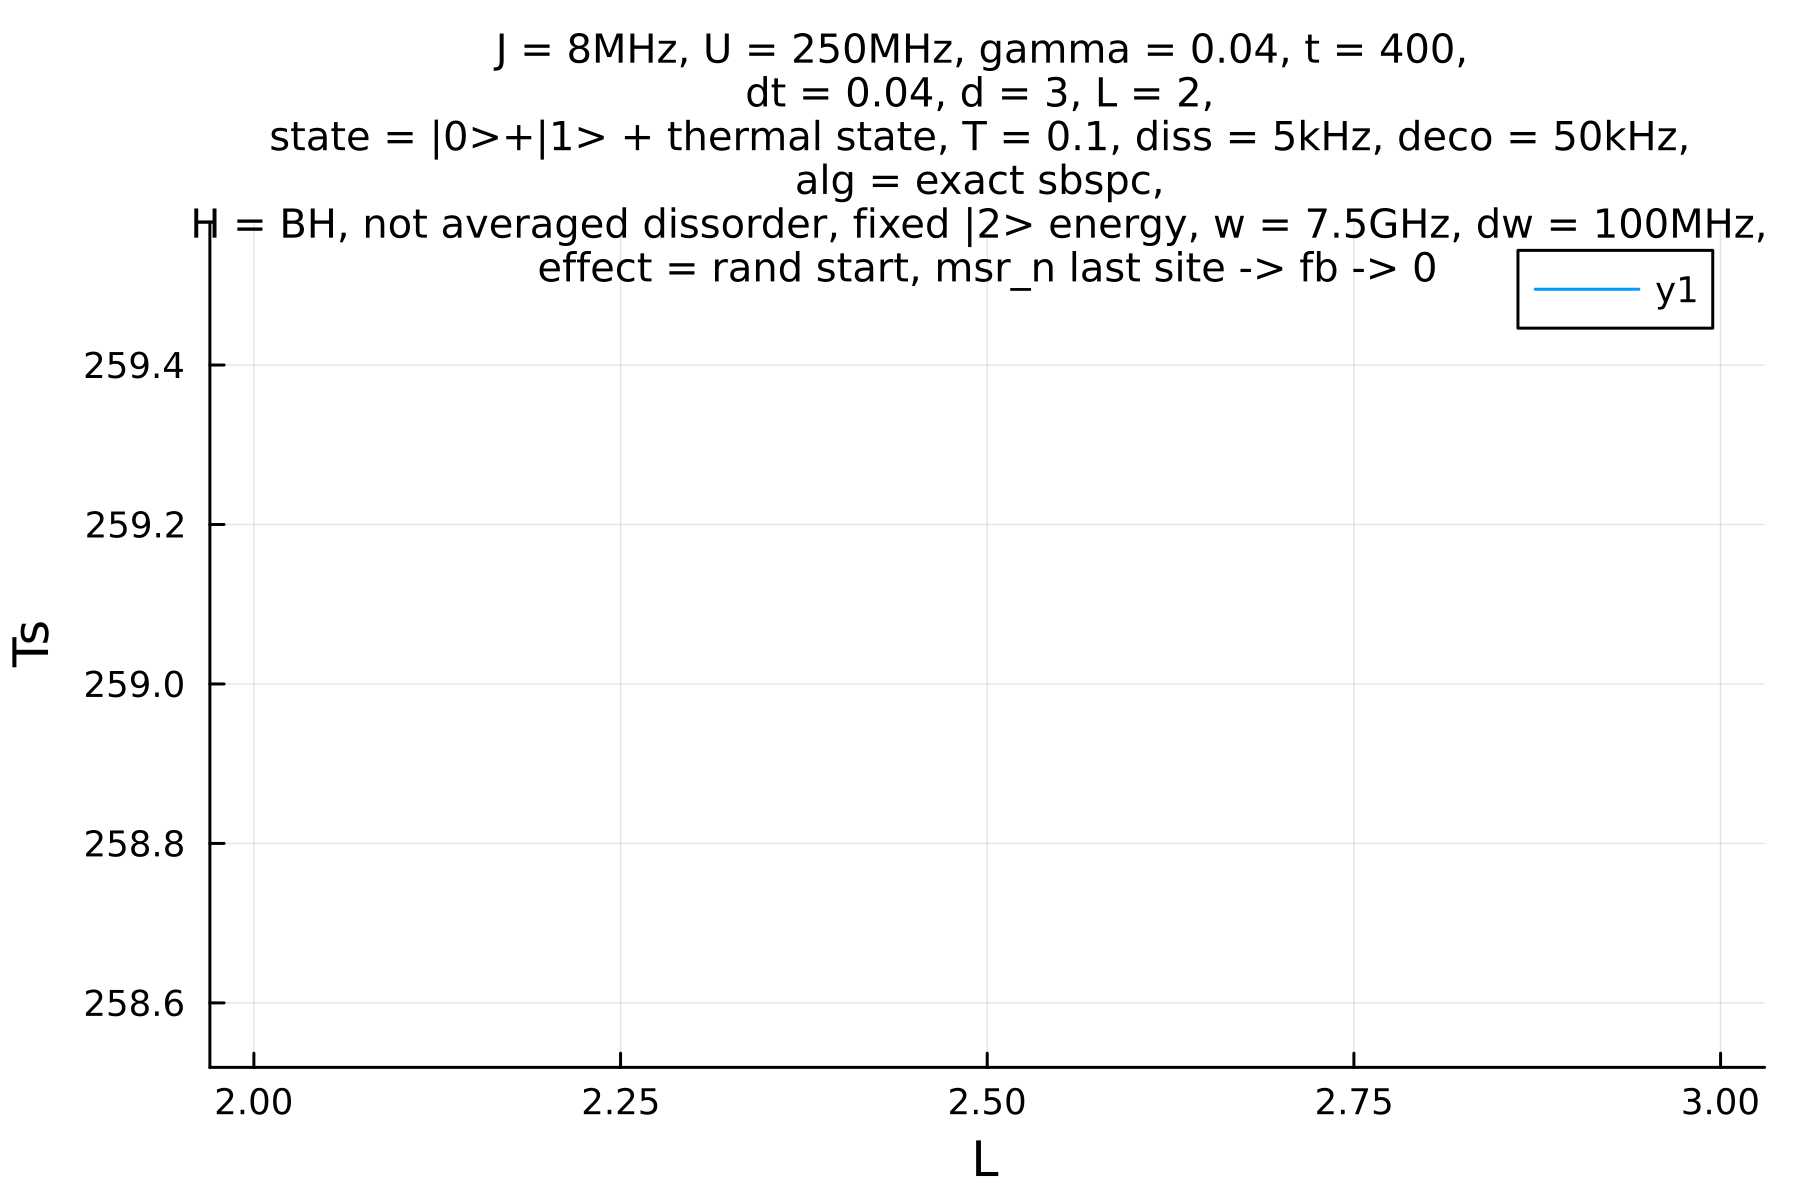 J = 8MHz, U = 250MHz, gamma = 0.04, t = 400,
dt = 0.04, d = 3, L = 2,
state = |0>+|1> + thermal state, T = 0.1, diss = 5kHz, deco = 50kHz,
alg = exact sbspc,
H = BH, not averaged dissorder, fixed |2> energy, w = 7.5GHz, dw = 100MHz,
effect = rand start, msr_n last site -> fb -> 0
y1
259.4
259.2
259.0
258.8
258.6
Ts
2.00 2.25 2.50 2.75 3.00
L